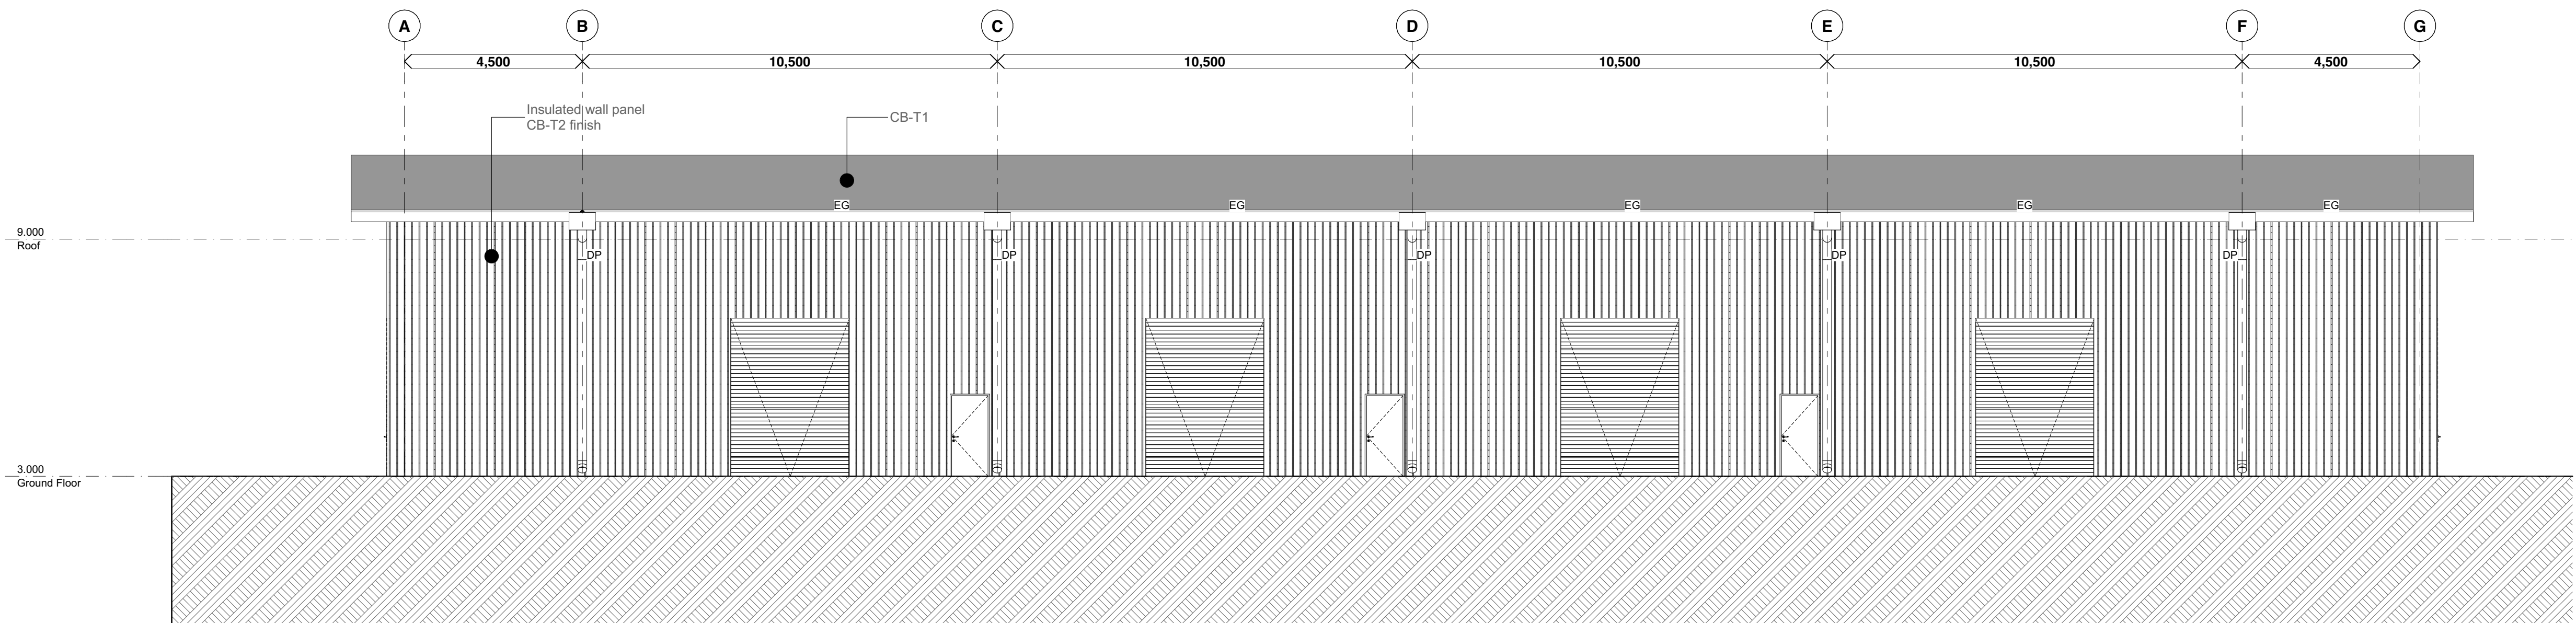 A B C D E F G
4,500 10,500 10,500 10,500 10,500 4,500
Insulated wall panel
CB-T2 finish
CB-T1
EG EG EG EG EG
9.000
Roof
DP DP DP DP DP
3.000
Ground Floor